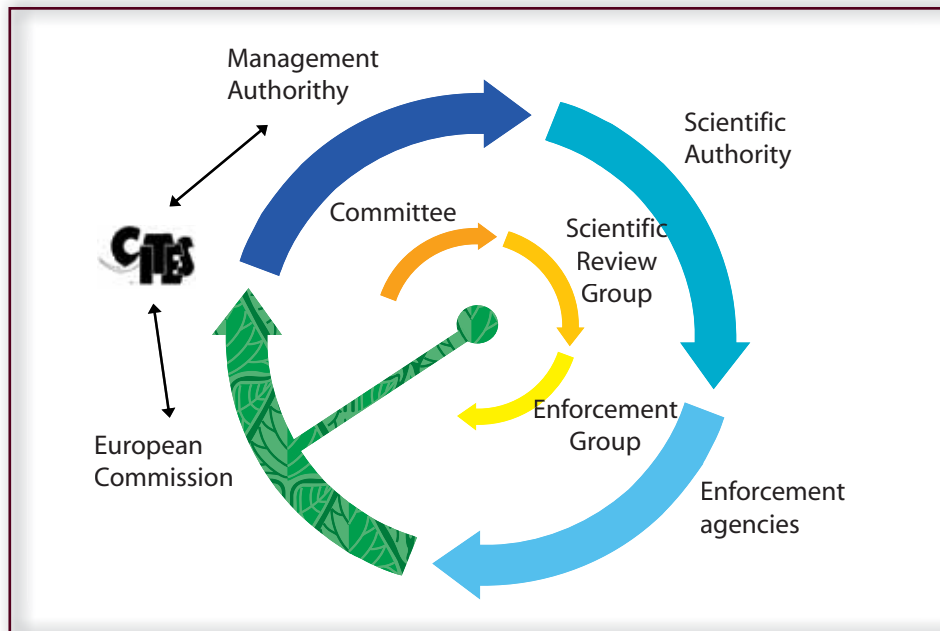 Management
Authorithy
Scientific
Authority
Committee
Scientific
Review
Group
CITES
Enforcement
Group
European
Commission
Enforcement
agencies